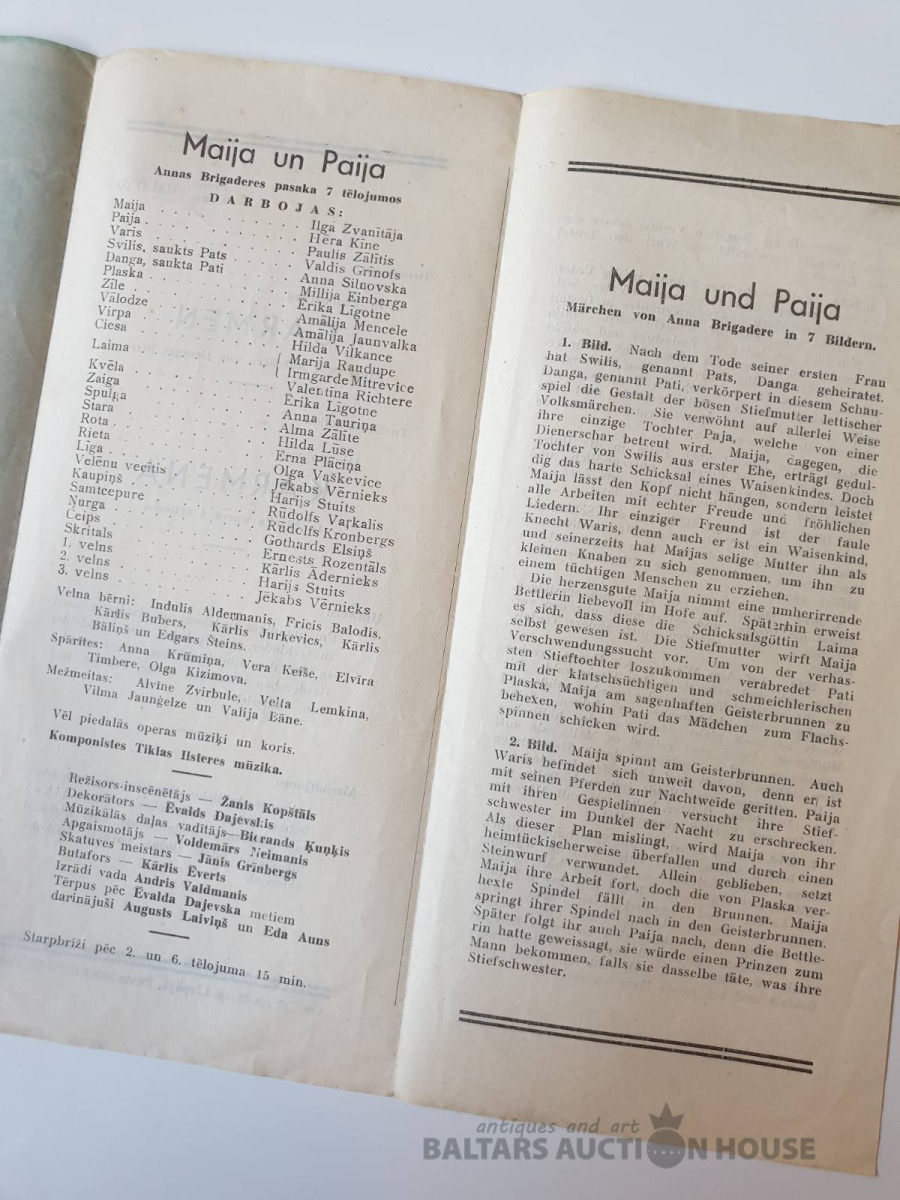 Maija un Paija
Annas Brigaderes pasaka 7 tēlojumos
DARBOJAS:
Maija . . . . . . . . . . Ilga Zvanītāja
Paija . . . . . . . . . . Hēra Kine
Varis . . . . . . . . . . Paulis Zālītis
Svilis, saukts Pats . . . . . Valdis Grīnofs
Danga, saukta Pati . . . . . Anna Silnovska
Plaska . . . . . . . . . . Millija Einberga
Zīle . . . . . . . . . . Ērika Līgotne
Vālodze . . . . . . . . . . Amālija Mencele
Virpa . . . . . . . . . . Amālija Jaunvalka
Ciesa . . . . . . . . . . Hilda Vilkance
Laima . . . . . . . . . . { Marija Raudupe
Irmgarde Mitrevice
Kvēla . . . . . . . . . . Valentīna Richtere
Zaiga . . . . . . . . . . Ērika Līgotne
Spulga . . . . . . . . . . Anna Tauriņa
Stara . . . . . . . . . . Alma Zālīte
Rota . . . . . . . . . . Hilda Lūse
Rieta . . . . . . . . . . Erna Plāciņa
Līga . . . . . . . . . . Olga Vaškevice
Velēnu vecītis . . . . . . . Jēkabs Vērnieks
Kaupiņš . . . . . . . . . . Harijs Stuits
Samtcepure . . . . . . . . . Rūdolfs Varkalis
Nurga . . . . . . . . . . Rūdolfs Kronbergs
Ceips . . . . . . . . . . Gothards Elsiņš
Skritals . . . . . . . . . . Ernests Rozentāls
1. velns . . . . . . . . . . Kārlis Ādernieks
2. velns . . . . . . . . . . Harijs Stuits
3. velns . . . . . . . . . . Jēkabs Vērnieks
Velna bērni: Indulis Aldermanis, Fricis Balodis,
Kārlis Bubers, Kārlis Jurkevics, Kārlis
Bāliņš un Edgars Šteins.
Spārītes: Anna Krūmiņa, Vera Keiše, Elvīra
Timbere, Olga Kizimova.
Mežmeitas: Alvīne Zvirbule, Velta Lemkina,
Vilma Jaunģelze un Valija Eāne.
Vēl piedalās operas mūziķi un koris.
Komponistes Tiklas Ilsteres mūzika.
Režisors-inscēnētājs — Žanis Kopštāls
Dekorātors — Ēvalds Dajevskis
Mūzikālās daļas vadītājs — Bierands Ķuņķis
Apgaismotājs — Voldemārs Neimanis
Skatuves meistars — Jānis Grīnbergs
Butafors — Kārlis Everts
Izrādi vada Andris Valdmanis
Tērpus pēc Ēvalda Dajevska metiem
darinājuši Augusts Laiviņš un Eda Auns
Starpbrīži pēc 2. un 6. tēlojuma 15 min.
Maija und Paija
Märchen von Anna Brigadere in 7 Bildern.
1. Bild. Nach dem Tode seiner ersten Frau
hat Swilis, genannt Pats, Danga geheiratet.
Danga, genannt Pati, verkörpert in diesem Schau-
spiel die Gestalt der bösen Stiefmutter lettischer
Volksmärchen. Sie verwöhnt auf allerlei Weise
ihre einzige Tochter Paja, welche von einer
Dienerschar betreut wird. Maija, dagegen, die
Tochter von Swilis aus erster Ehe, erträgt gedul-
dig das harte Schicksal eines Waisenkindes. Doch
Maija lässt den Kopf nicht hängen, sondern leistet
alle Arbeiten mit echter Freude und fröhlichen
Liedern. Ihr einziger Freund ist der faule
Knecht Waris, denn auch er ist ein Waisenkind,
und seinerzeits hat Maijas selige Mutter ihn als
kleinen Knaben zu sich genommen, um ihn zu
einem tüchtigen Menschen zu erziehen.
Die herzensgute Maija nimmt eine umherirrende
Bettlerin liebevoll im Hofe auf. Späterhin erweist
es sich, dass diese die Schicksalsgöttin Laima
selbst gewesen ist. Die Stiefmutter wirft Maija
Verschwendungssucht vor. Um von der verhas-
sten Stieftochter loszukommen verabredet Pati
mit der klatschsüchtigen und schmeichlerischen
Plaska, Maija am sagenhaften Geisterbrunnen zu
behexen, wohin Pati das Mädchen zum Flachs-
spinnen schicken wird.
2. Bild. Maija spinnt am Geisterbrunnen. Auch
Waris befindet sich unweit davon, denn er ist
mit seinen Pferden zur Nachtweide geritten. Paija
mit ihren Gespielinnen versucht ihre Stief-
schwester im Dunkel der Nacht zu erschrecken.
Als dieser Plan mislingt, wird Maija von ihr
heimtückischerweise überfallen und durch einen
Steinwurf verwundet. Allein geblieben, setzt
Maija ihre Arbeit fort, doch die von Plaska ver-
hexte Spindel fällt in den Brunnen. Maija
springt ihrer Spindel nach in den Geisterbrunnen.
Später folgt ihr auch Paija nach, denn die Bettle-
rin hatte geweissagt, sie würde einen Prinzen zum
Mann bekommen, falls sie dasselbe täte, was ihre
Stiefschwester.
antiques and art
BALTARS AUCTION HOUSE